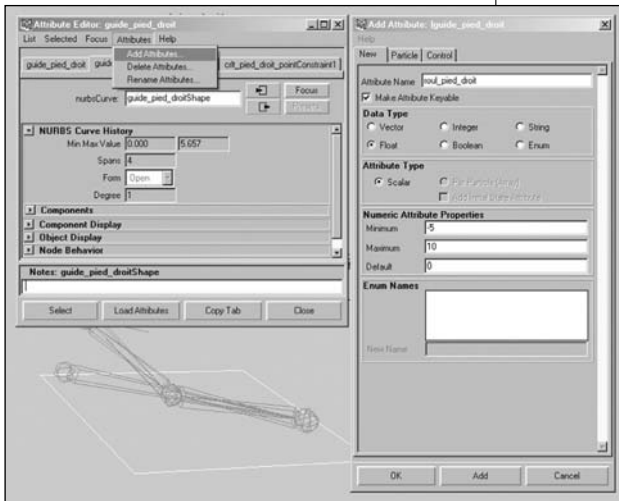 Attribute Editor: guide_pied_droit
List Selected Focus Attributes Help
Add Attributes...
Delete Attributes...
Rename Attributes...
guide_pied_droit
crlt_pied_droit_pointConstraint1
nurbsCurve: guide_pied_droitShape
Focus
Presets
NURBS Curve History
Min Max Value 0.000 5.657
Spans 4
Form Open
Degree 1
Components
Component Display
Object Display
Node Behavior
Notes: guide_pied_droitShape
Select Load Attributes Copy Tab Close
Add Attribute: |guide_pied_droit
Help
New Particle Control
Attribute Name roul_pied_droit
Make Attribute Keyable
Data Type
Vector Integer String
Float Boolean Enum
Attribute Type
Scalar Per Particle (Array)
Add Initial State Attribute
Numeric Attribute Properties
Minimum -5
Maximum 10
Default 0
Enum Names
New Name
OK Add Cancel